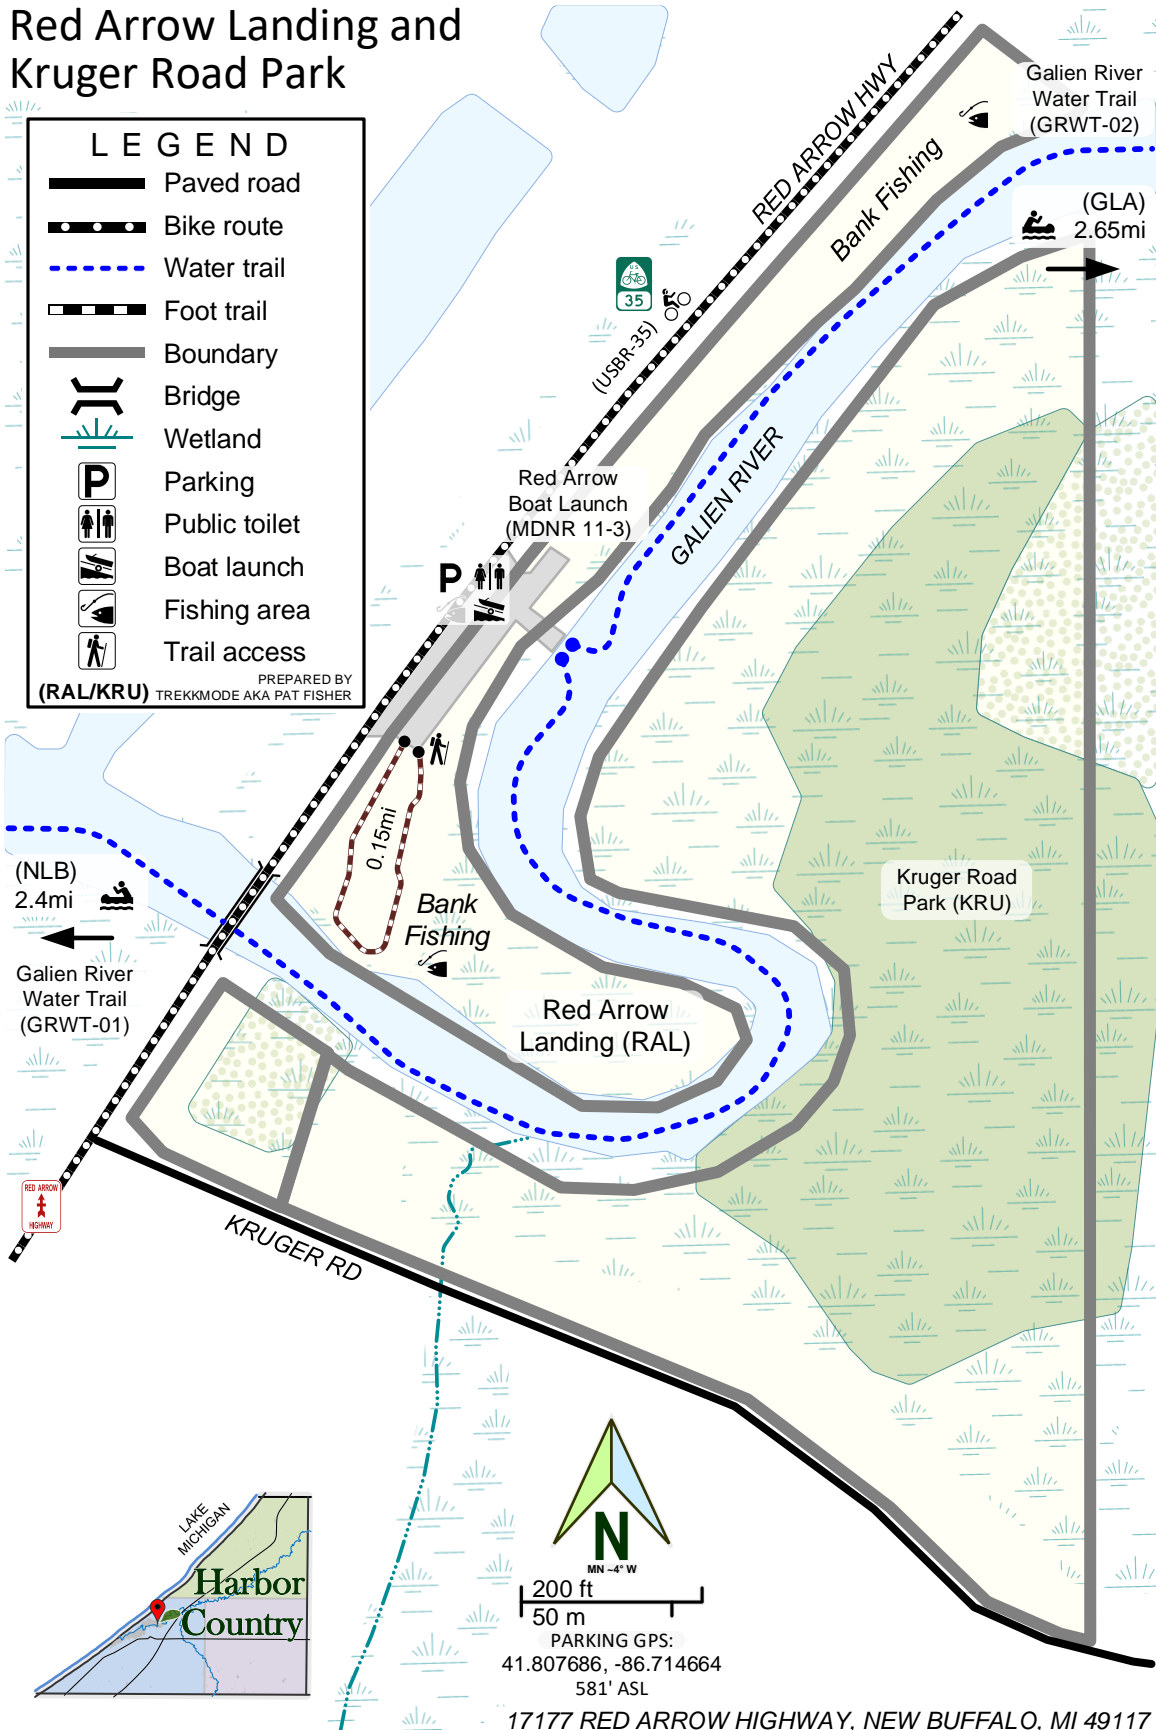 Red Arrow Landing and
Kruger Road Park
LEGEND
Paved road
Bike route
Water trail
Foot trail
Boundary
Bridge
Wetland
P Parking
Public toilet
Boat launch
Fishing area
Trail access
(RAL/KRU) PREPARED BY
TREKKMODE AKA PAT FISHER
RED ARROW HWY
Bank Fishing
Galien River
Water Trail
(GRWT-02)
(GLA)
2.65mi
US
35
(USBR-35)
Red Arrow
Boat Launch
(MDNR 11-3)
P
GALIEN RIVER
0.15mi
Bank
Fishing
Red Arrow
Landing (RAL)
Kruger Road
Park (KRU)
(NLB)
2.4mi
Galien River
Water Trail
(GRWT-01)
RED ARROW
HIGHWAY
KRUGER RD
LAKE
MICHIGAN
Harbor
Country
N
MN ~4° W
200 ft
50 m
PARKING GPS:
41.807686, -86.714664
581' ASL
17177 RED ARROW HIGHWAY, NEW BUFFALO, MI 49117